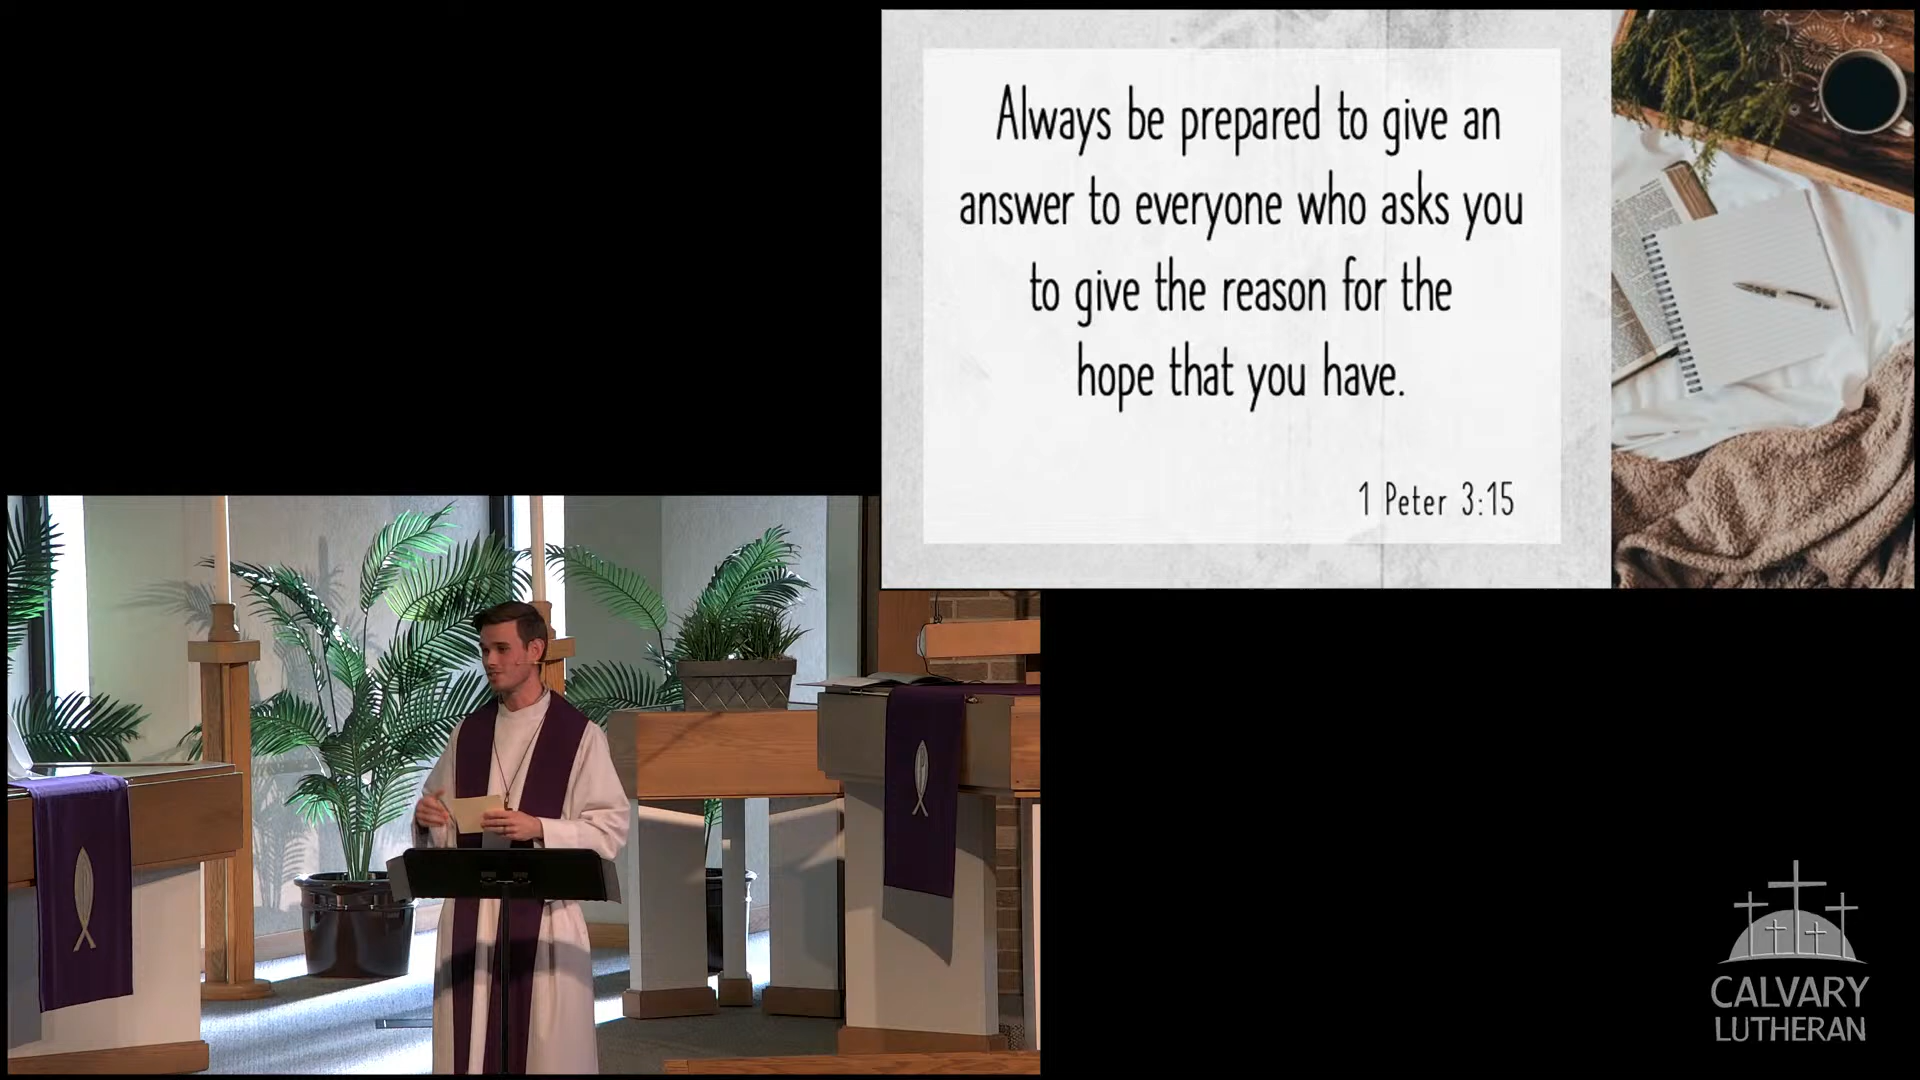 Always be prepared to give an
answer to everyone who asks you
to give the reason for the
hope that you have.
1 Peter 3:15
CALVARY
LUTHERAN